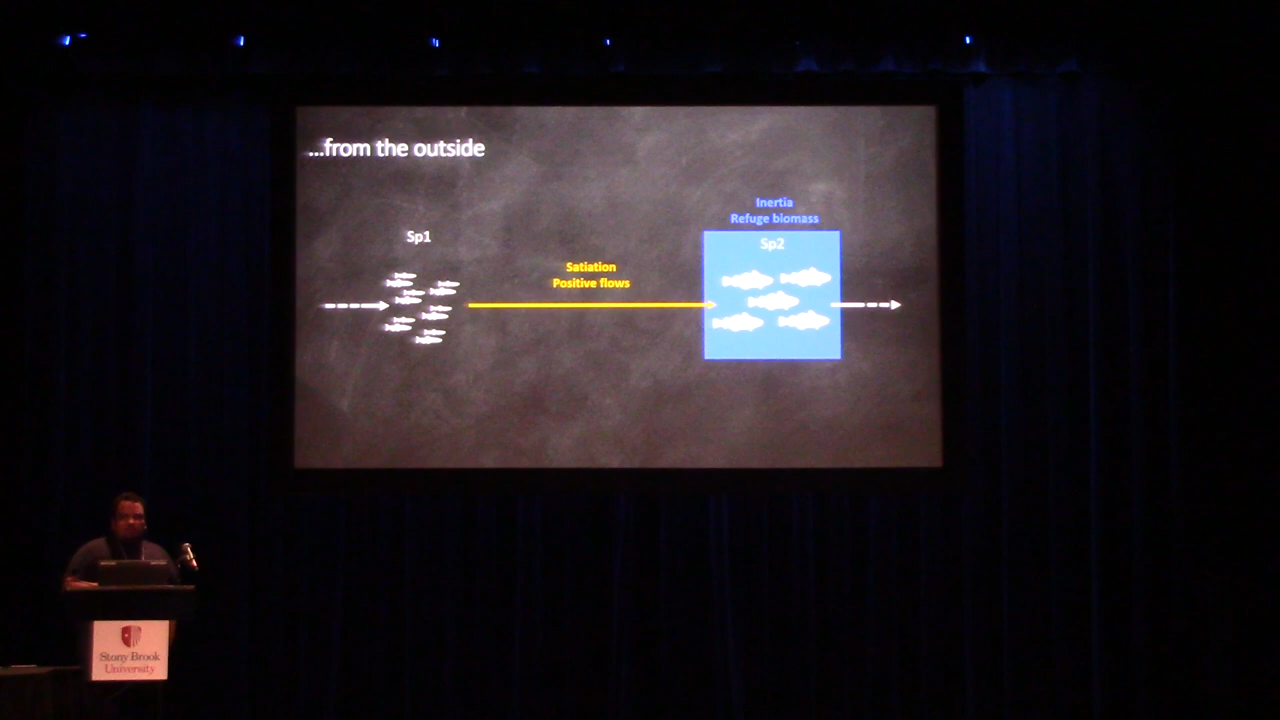 ...from the outside
Inertia
Refuge biomass
Sp1
Sp2
Satiation
Positive flows
Stony Brook
University